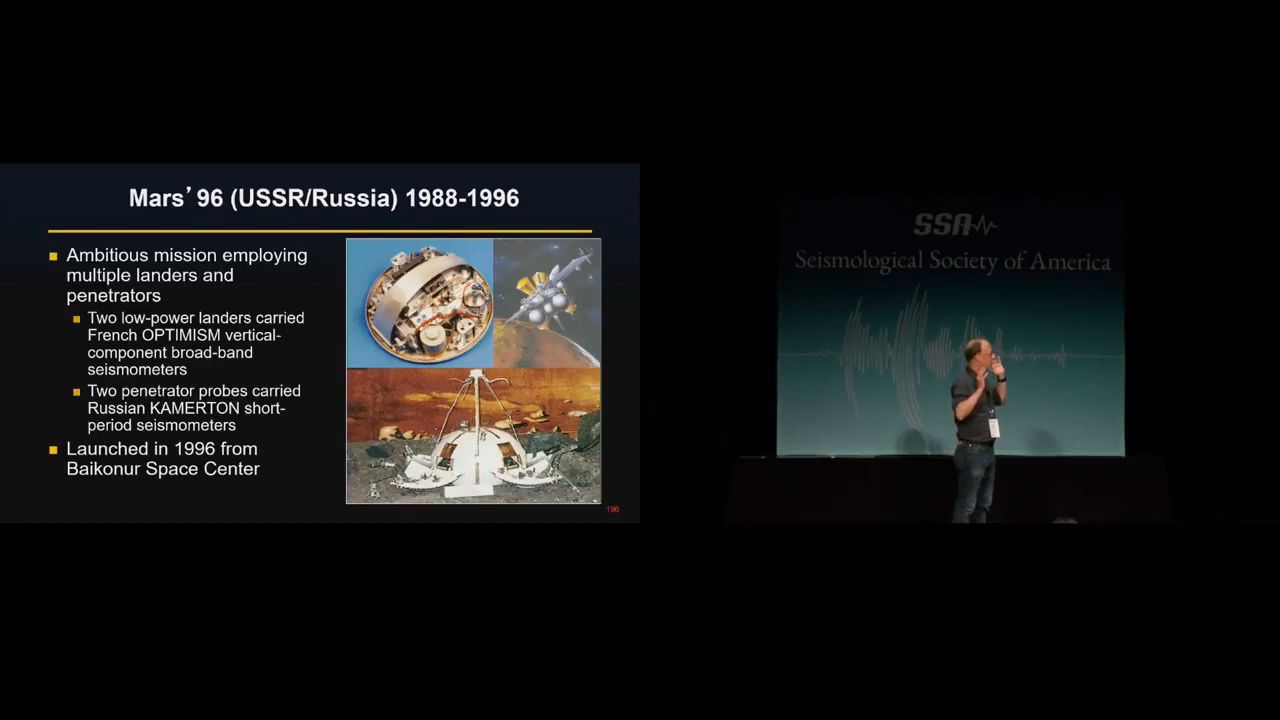 Mars’96 (USSR/Russia) 1988-1996
Ambitious mission employing
multiple landers and
penetrators
Two low-power landers carried
French OPTIMISM vertical-
component broad-band
seismometers
Two penetrator probes carried
Russian KAMERTON short-
period seismometers
Launched in 1996 from
Baikonur Space Center
196
SSA
Seismological Society of America